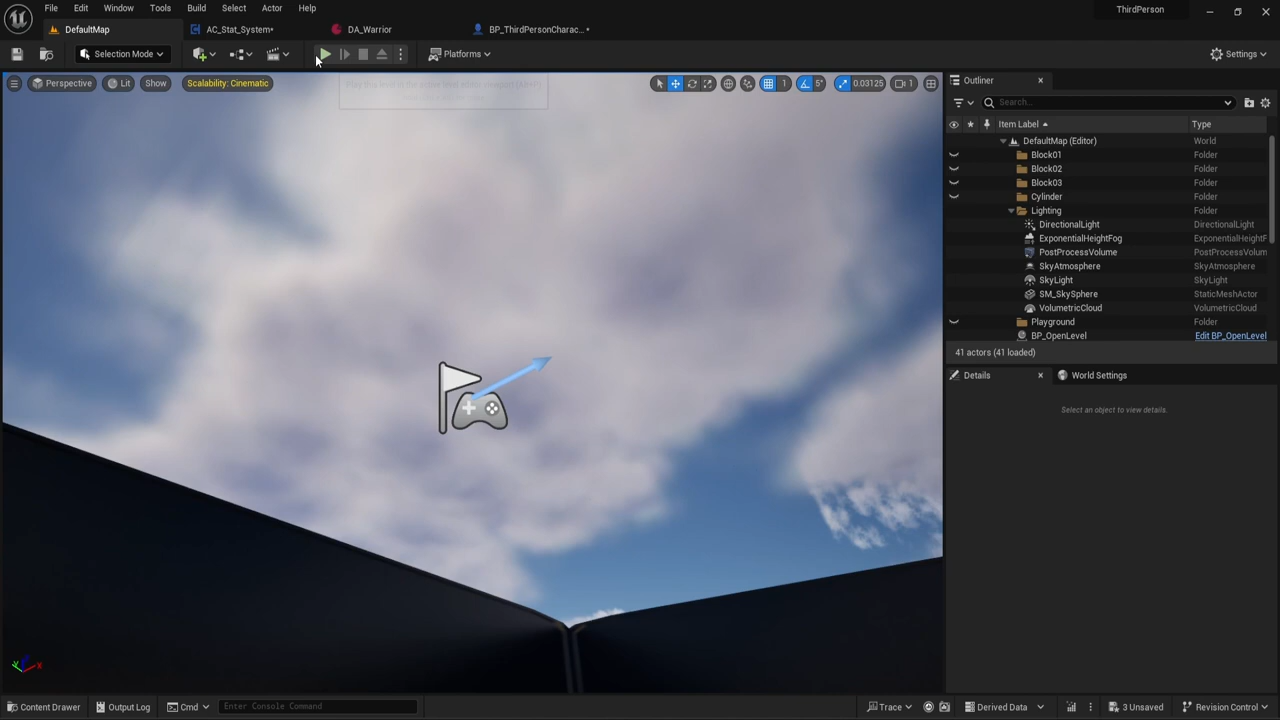 File Edit Window Tools Build Select Actor Help
ThirdPerson
DefaultMap AC_Stat_System* DA_Warrior BP_ThirdPersonCharac...*
Selection Mode Platforms Settings
Perspective Lit Show Scalability: Cinematic 1 5° 0.03125 1
Outliner
Search...
Item Label Type
DefaultMap (Editor) World
Block01 Folder
Block02 Folder
Block03 Folder
Cylinder Folder
Lighting Folder
DirectionalLight DirectionalLight
ExponentialHeightFog ExponentialHeightF
PostProcessVolume PostProcessVolum
SkyAtmosphere SkyAtmosphere
SkyLight SkyLight
SM_SkySphere StaticMeshActor
VolumetricCloud VolumetricCloud
Playground Folder
BP_OpenLevel Edit BP_OpenLevel
41 actors (41 loaded)
Details World Settings
Select an object to view details.
Content Drawer Output Log Cmd Enter Console Command Trace Derived Data 3 Unsaved Revision Control